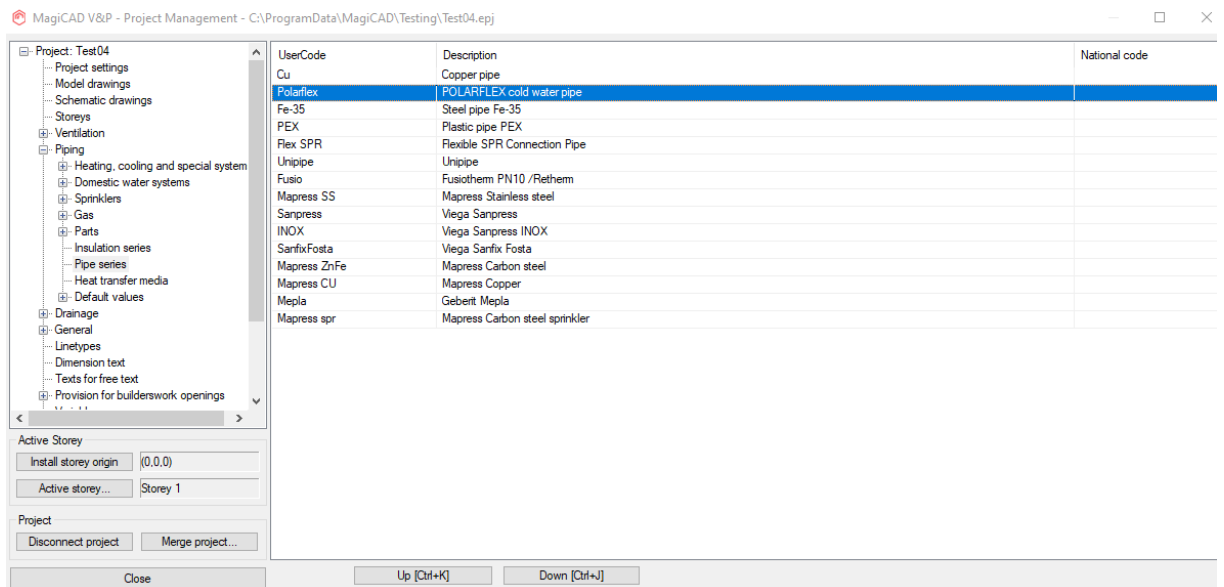 MagiCAD V&P - Project Management - C:\ProgramData\MagiCAD\Testing\Test04.epj
Project: Test04
Project settings
Model drawings
Schematic drawings
Storeys
Ventilation
Piping
Heating, cooling and special system
Domestic water systems
Sprinklers
Gas
Parts
Insulation series
Pipe series
Heat transfer media
Default values
Drainage
General
Linetypes
Dimension text
Texts for free text
Provision for builderswork openings
Active Storey
Install storey origin (0,0,0)
Active storey... Storey 1
Project
Disconnect project Merge project...
Close
UserCode Description National code
Cu Copper pipe
Polarflex POLARFLEX cold water pipe
Fe-35 Steel pipe Fe-35
PEX Plastic pipe PEX
Flex SPR Flexible SPR Connection Pipe
Unipipe Unipipe
Fusio Fusiotherm PN10 /Retherm
Mapress SS Mapress Stainless steel
Sanpress Viega Sanpress
INOX Viega Sanpress INOX
SanfixFosta Viega Sanfix Fosta
Mapress ZnFe Mapress Carbon steel
Mapress CU Mapress Copper
Mepla Geberit Mepla
Mapress spr Mapress Carbon steel sprinkler
Up [Ctrl+K] Down [Ctrl+J]